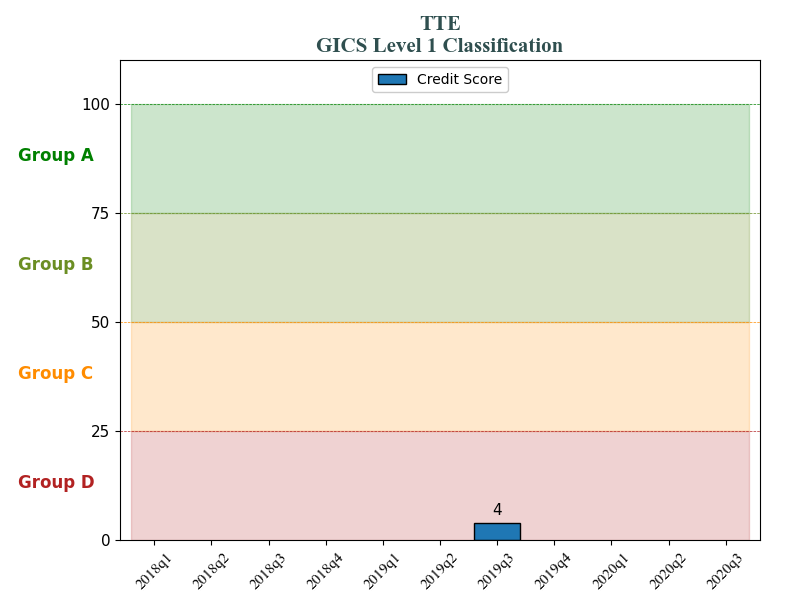 TTE
GICS Level 1 Classification
Credit Score
100
Group A
75
Group B
50
Group C
25
Group D
4
0
2018q1 2018q2 2018q3 2018q4 2019q1 2019q2 2019q3 2019q4 2020q1 2020q2 2020q3